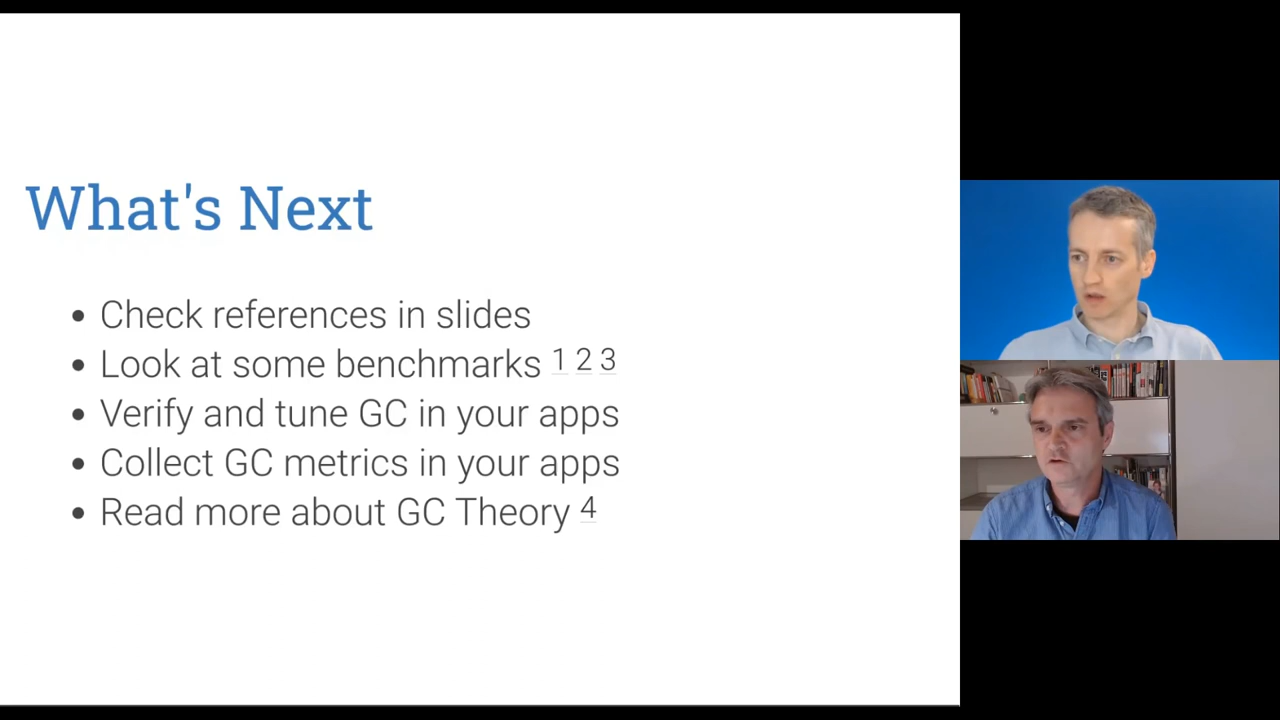 What's Next
Check references in slides
Look at some benchmarks 1 2 3
Verify and tune GC in your apps
Collect GC metrics in your apps
Read more about GC Theory 4